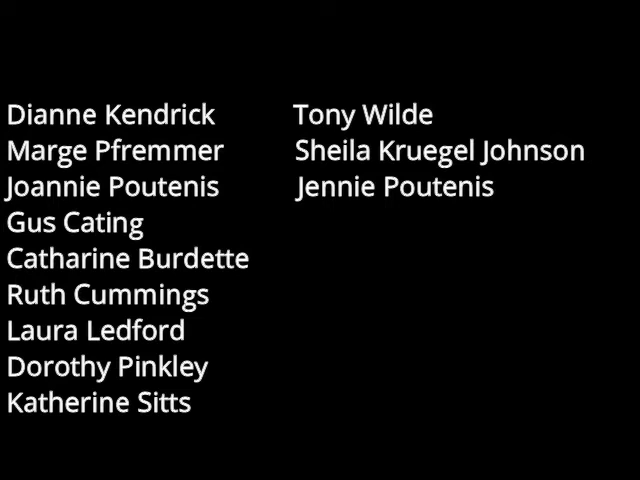 Dianne Kendrick
Marge Pfremmer
Joannie Poutenis
Gus Cating
Catharine Burdette
Ruth Cummings
Laura Ledford
Dorothy Pinkley
Katherine Sitts
Tony Wilde
Sheila Kruegel Johnson
Jennie Poutenis